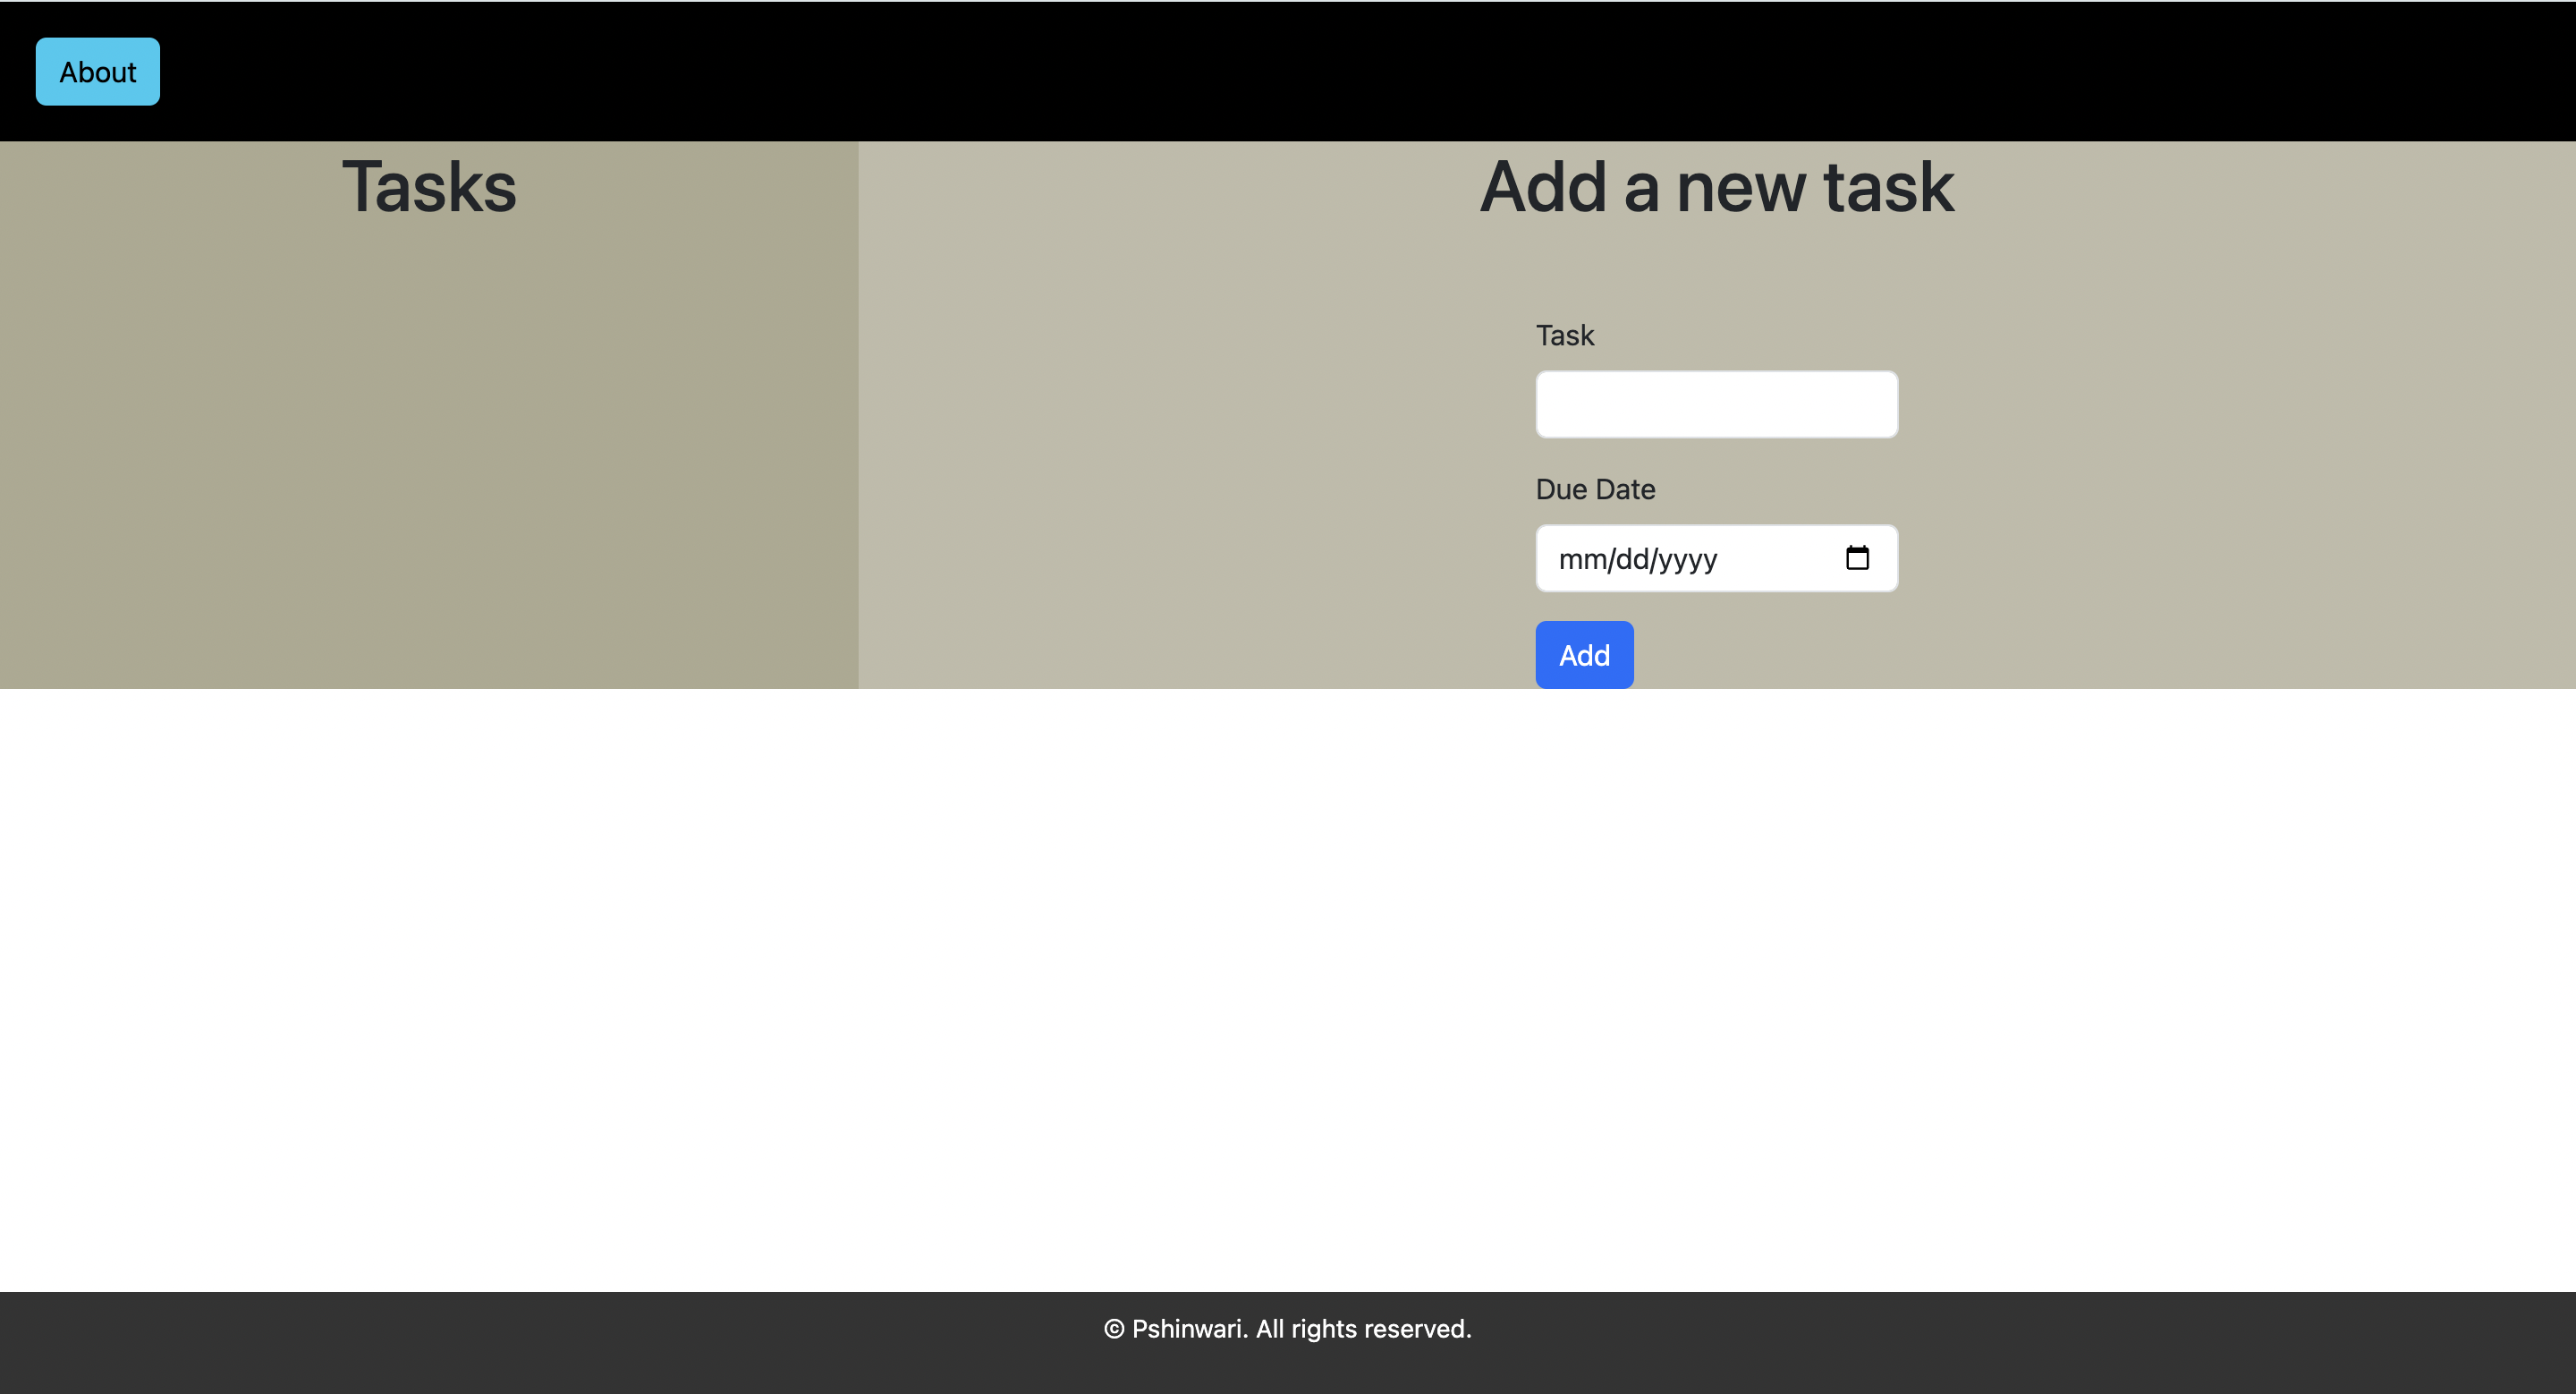 About
Tasks
Add a new task
Task
Due Date
mm/dd/yyyy
Add
© Pshinwari. All rights reserved.